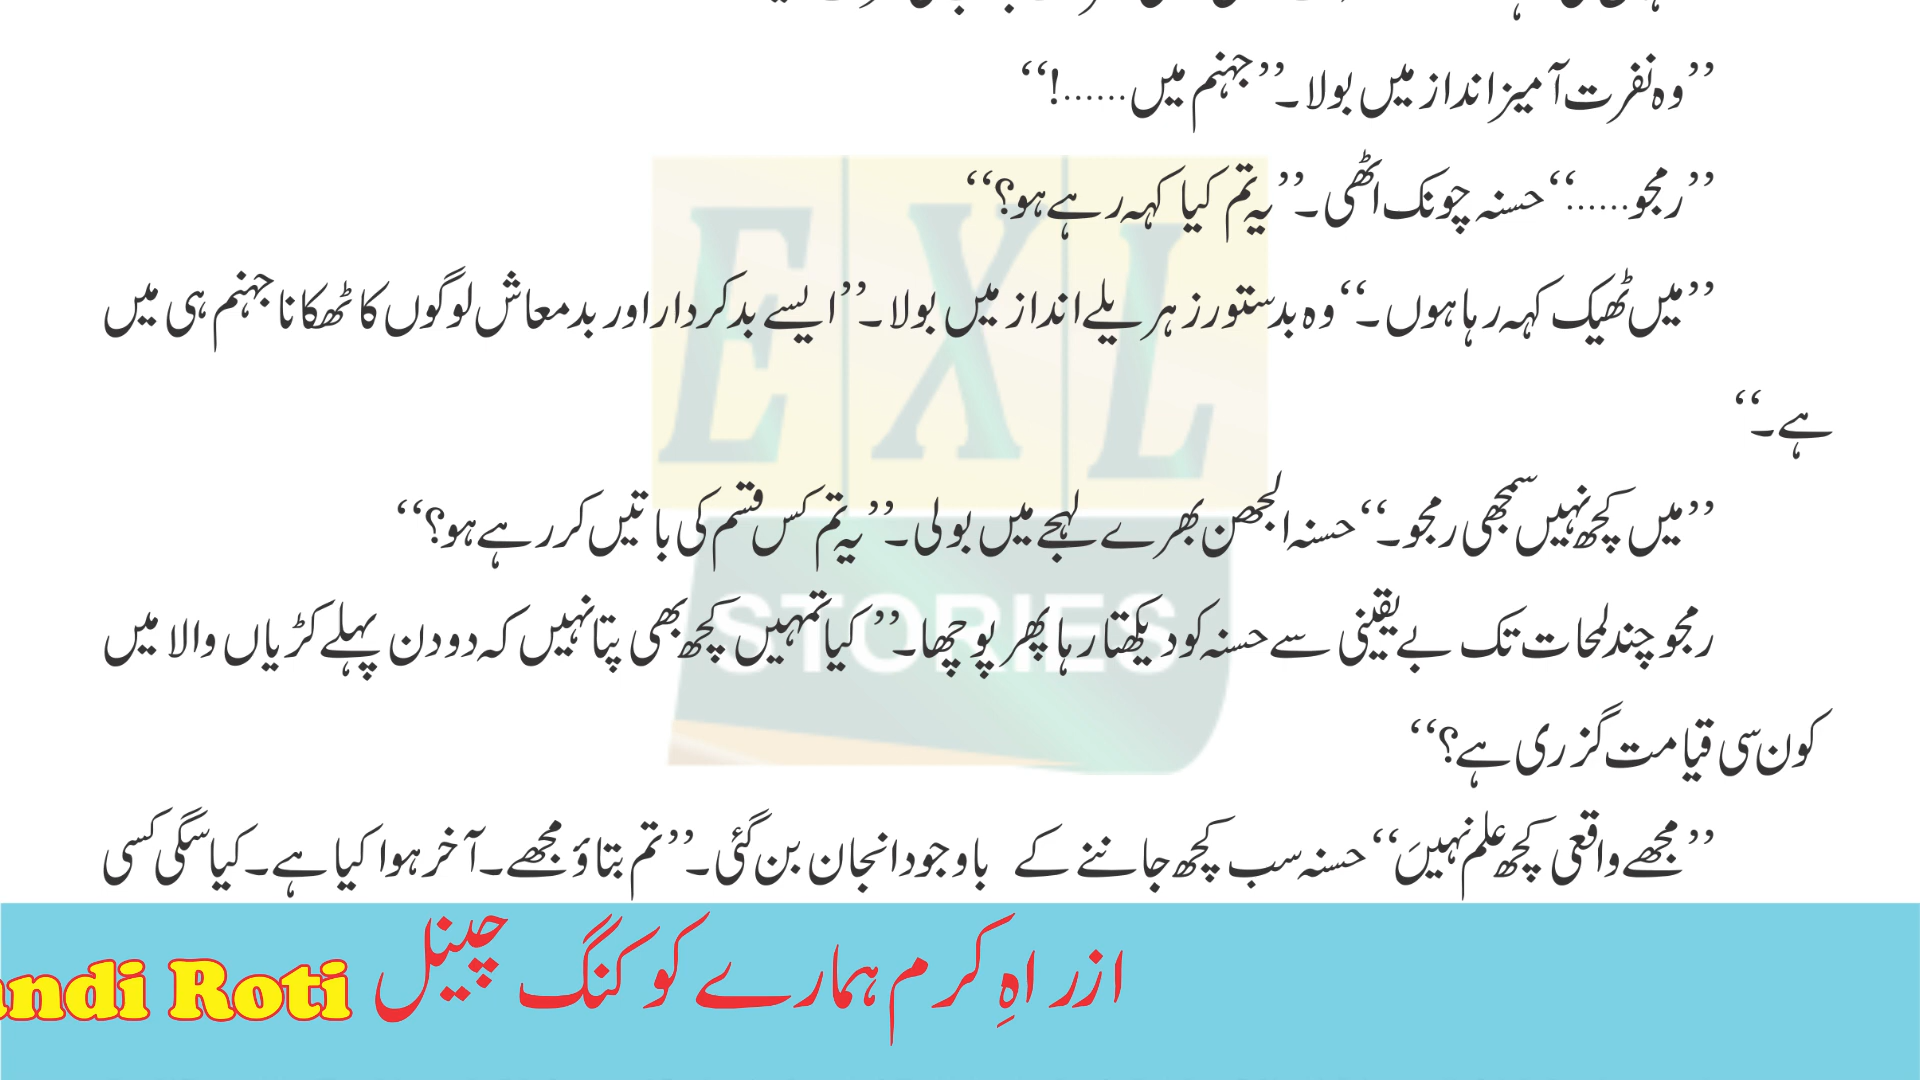 ’’وہ نفرت آمیز انداز میں بولا۔’’جہنم میں......!‘‘
’’رمجو......‘‘حسنہ چونک اٹھی۔’’یہ تم کیا کہہ رہے ہو؟‘‘
’’میں ٹھیک کہہ رہا ہوں۔‘‘وہ بدستور زہریلے انداز میں بولا۔’’ایسے بدکردار اور بدمعاش لوگوں کا ٹھکانا جہنم ہی میں
ہے۔‘‘
’’میں کچھ نہیں سمجھی رمجو۔‘‘حسنہ الجھن بھرے لہجے میں بولی۔’’یہ تم کس قسم کی باتیں کر رہے ہو؟‘‘
رمجو چند لمحات تک بے یقینی سے حسنہ کو دیکھتا رہا پھر پوچھا۔’’کیا تمہیں کچھ بھی پتا نہیں کہ دو دن پہلے کڑیاں والا میں
کون سی قیامت گزری ہے؟‘‘
’’مجھے واقعی کچھ علم نہیںَ‘‘حسنہ سب کچھ جاننے کے باوجود انجان بن گئی۔’’تم بتاؤ مجھے۔آخر ہوا کیا ہے۔کیا سگی کسی
EXL
STORIES
ازراہِ کرم ہمارے کوکنگ چینل andi Roti